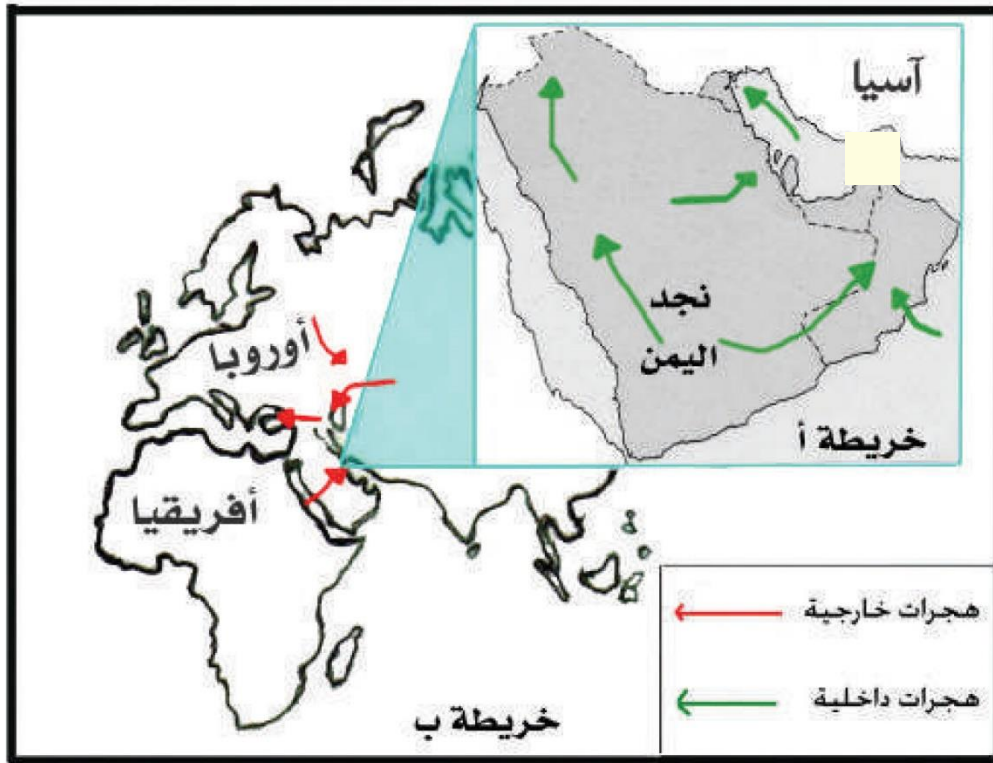 آسيا
نجد
اليمن
خريطة أ
أوروبا
أفريقيا
خريطة ب
هجرات خارجية
هجرات داخلية